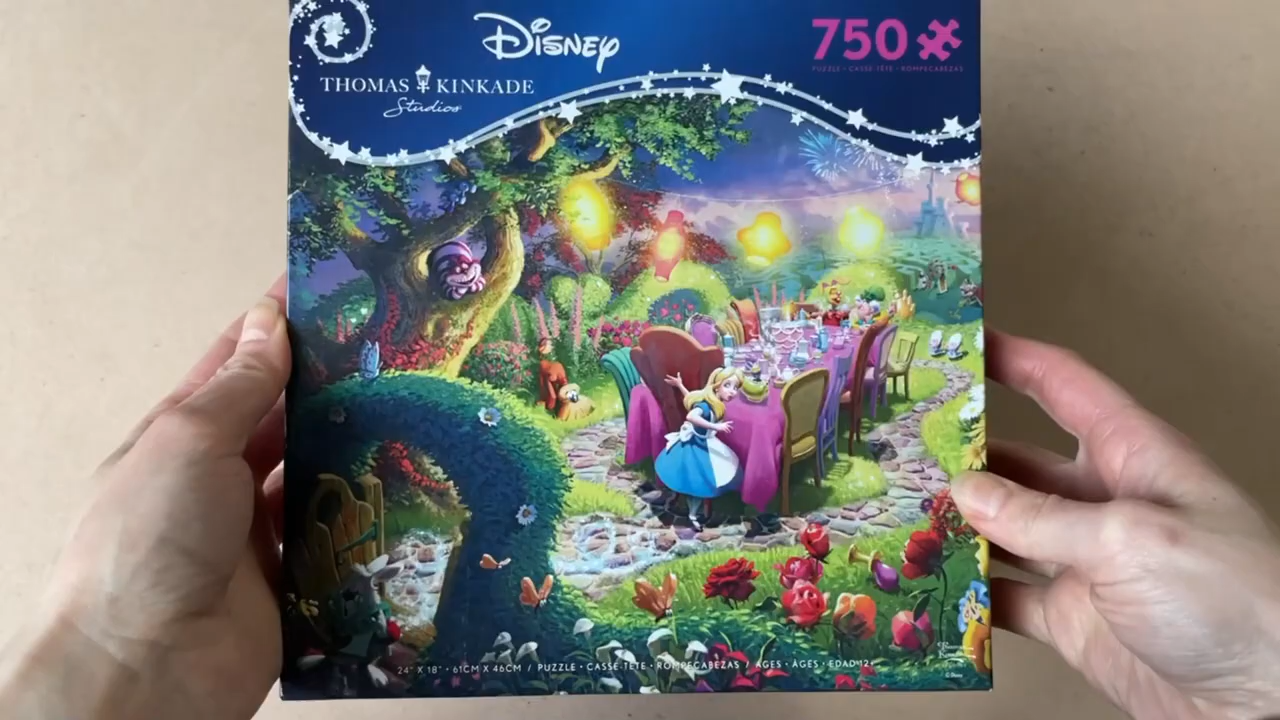 Disney
THOMAS KINKADE
Studios
750
PUZZLE • CASSE-TÊTE • ROMPECABEZAS
24" X 18" • 61CM X 46CM / PUZZLE • CASSE-TÊTE • ROMPECABEZAS / AGES • ÂGES • EDAD 12+
© Disney